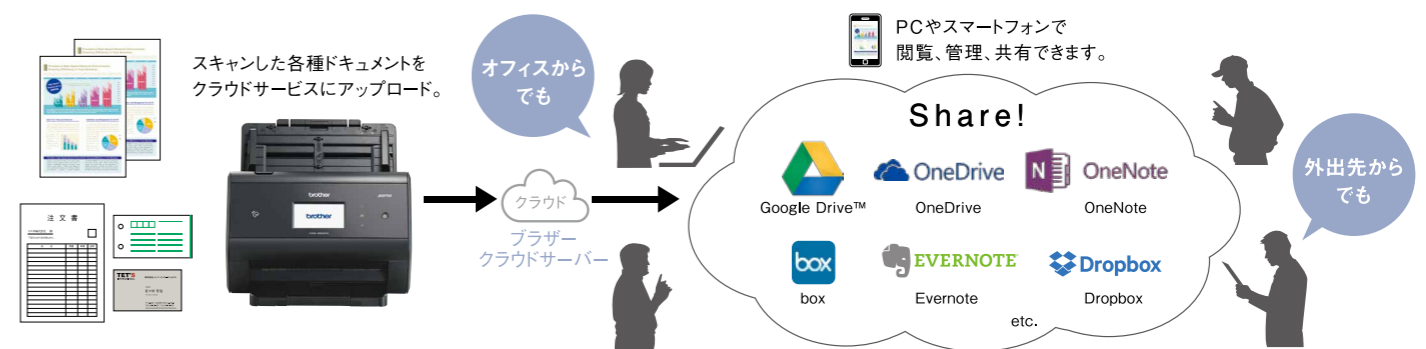 スキャンした各種ドキュメントを
クラウドサービスにアップロード。
注 文 書
TET'S
brother
brother
クラウド
ブラザー
クラウドサーバー
オフィスから
でも
PCやスマートフォンで
閲覧、管理、共有できます。
Share!
OneDrive
N
OneNote
Google Drive™
OneDrive
OneNote
box
EVERNOTE
Dropbox
box
Evernote
Dropbox
etc.
外出先から
でも